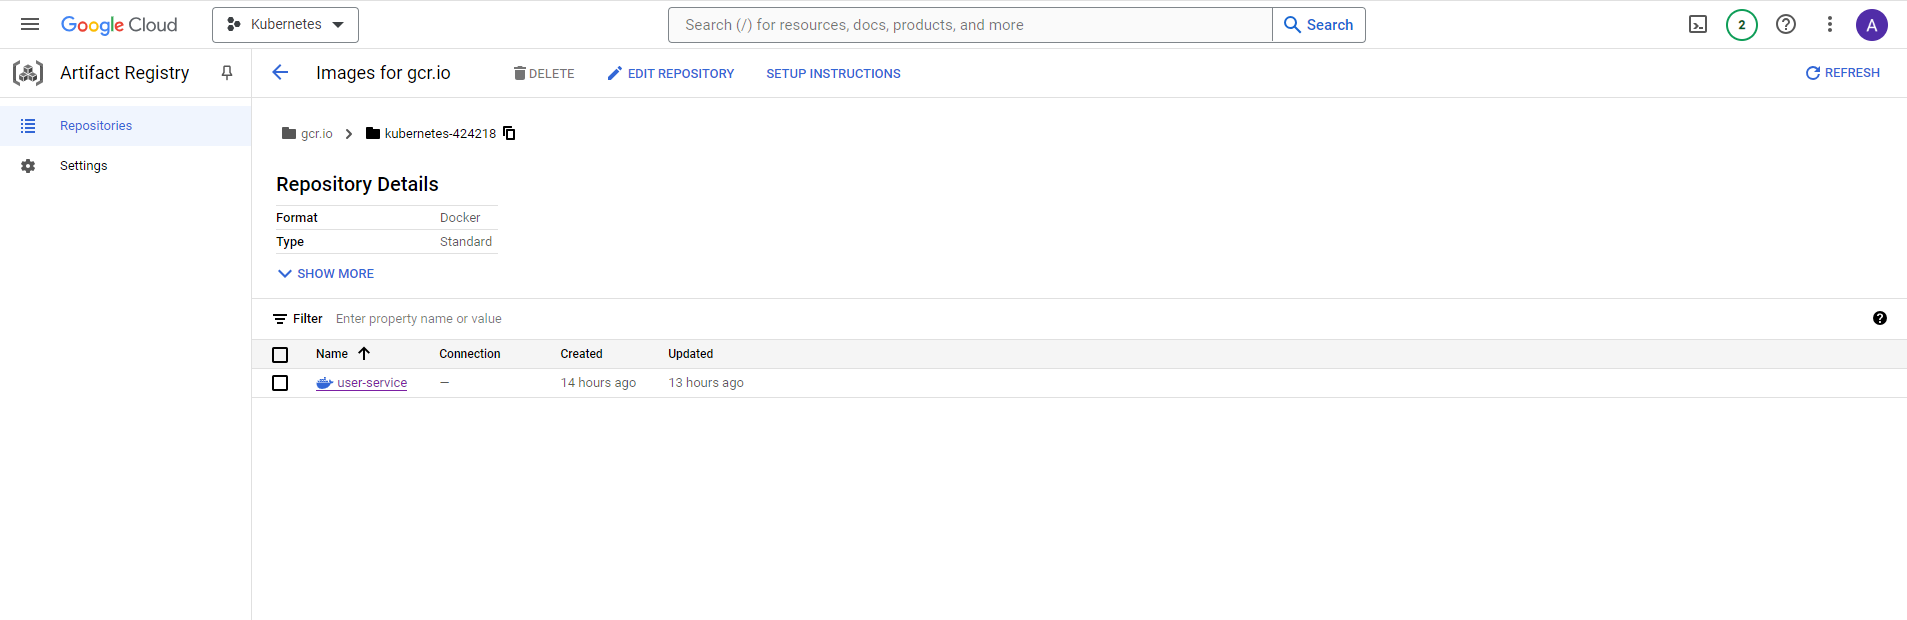 Google Cloud
Kubernetes
Search (/) for resources, docs, products, and more
Search
2
A
Artifact Registry
Images for gcr.io
DELETE
EDIT REPOSITORY
SETUP INSTRUCTIONS
REFRESH
Repositories
Settings
gcr.io
kubernetes-424218
Repository Details
Format Docker
Type Standard
SHOW MORE
Filter Enter property name or value
Name Connection Created Updated
user-service — 14 hours ago 13 hours ago